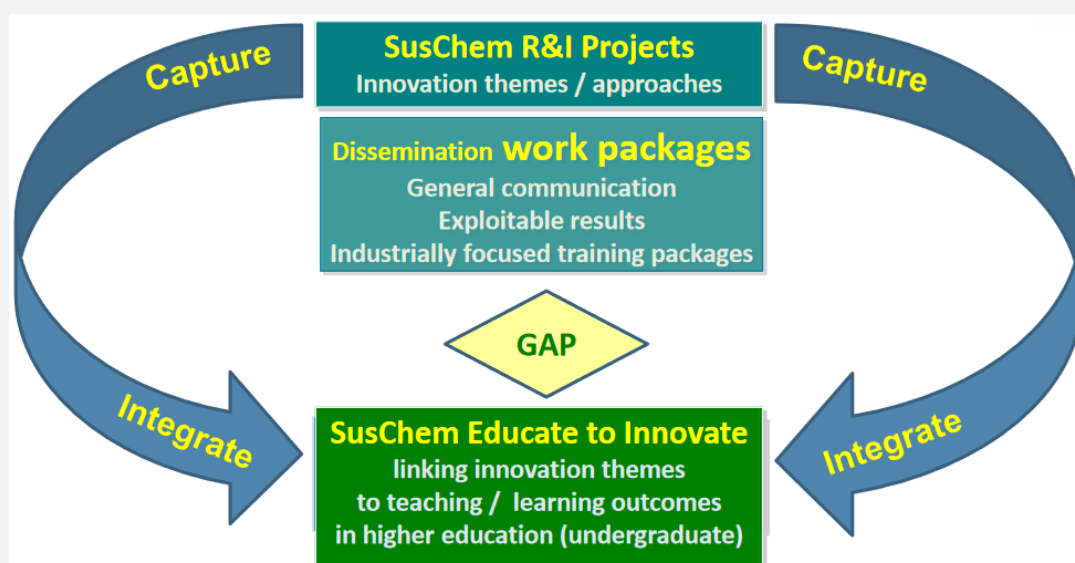 Capture
SusChem R&I Projects
Innovation themes / approaches
Capture
Dissemination work packages
General communication
Exploitable results
Industrially focused training packages
GAP
Integrate
SusChem Educate to Innovate
linking innovation themes
to teaching / learning outcomes
in higher education (undergraduate)
Integrate